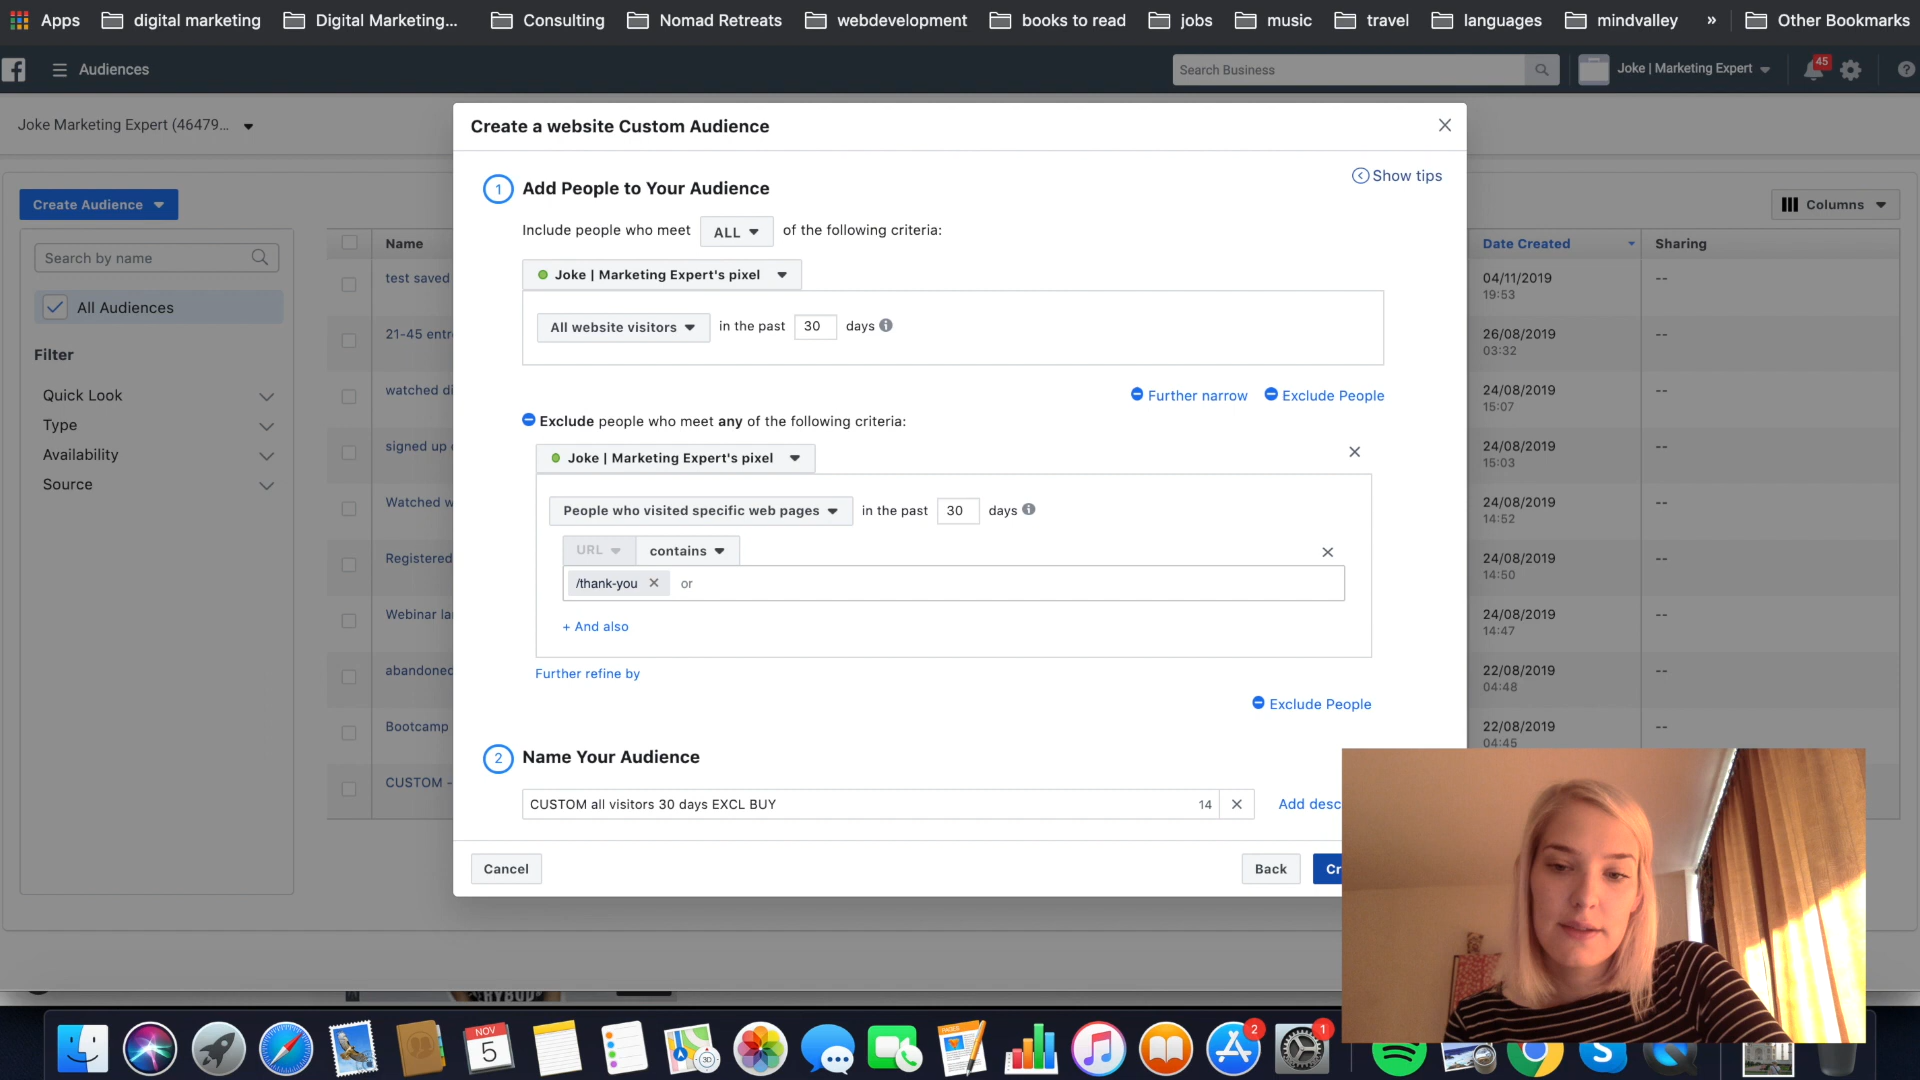 Apps digital marketing Digital Marketing... Consulting Nomad Retreats webdevelopment books to read jobs music travel languages mindvalley » Other Bookmarks
Audiences Search Business Joke | Marketing Expert 45
Joke Marketing Expert (46479...
Create a website Custom Audience
Show tips
1 Add People to Your Audience
Create Audience
Columns
Include people who meet ALL of the following criteria:
Name
Date Created
Sharing
Search by name
Joke | Marketing Expert's pixel
test saved
04/11/2019
19:53
--
All Audiences
All website visitors in the past 30 days
21-45 entr
26/08/2019
03:32
--
Filter
Quick Look
Type
Availability
Source
Further narrow Exclude People
watched di
24/08/2019
15:07
--
Exclude people who meet any of the following criteria:
signed up
24/08/2019
15:03
--
Joke | Marketing Expert's pixel
People who visited specific web pages in the past 30 days
Watched w
24/08/2019
14:52
--
URL contains
Registered
24/08/2019
14:50
--
/thank-you or
+ And also
Webinar la
24/08/2019
14:47
--
Further refine by
abandoned
22/08/2019
04:48
--
Exclude People
Bootcamp
22/08/2019
04:45
--
2 Name Your Audience
CUSTOM -
CUSTOM all visitors 30 days EXCL BUY 14 Add desc
Cancel Back Cr
NOV
5
PAGES
3D
2
1